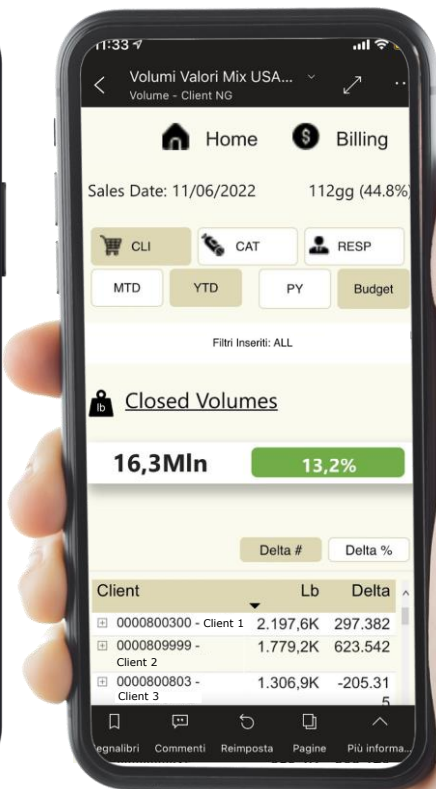 11:33
Volumi Valori Mix USA...
Volume - Client NG
Home
Billing
Sales Date: 11/06/2022
112gg (44.8%)
CLI
CAT
RESP
MTD
YTD
PY
Budget
Filtri Inseriti: ALL
lb
Closed Volumes
16,3Mln
13,2%
Delta #
Delta %
Client Lb Delta
0000800300 - Client 1 2.197,6K 297.382
0000809999 - 1.779,2K 623.542
Client 2
0000800803 - 1.306,9K -205.31
Client 3 5
egnalibri
Commenti
Reimposta
Pagine
Più informa...